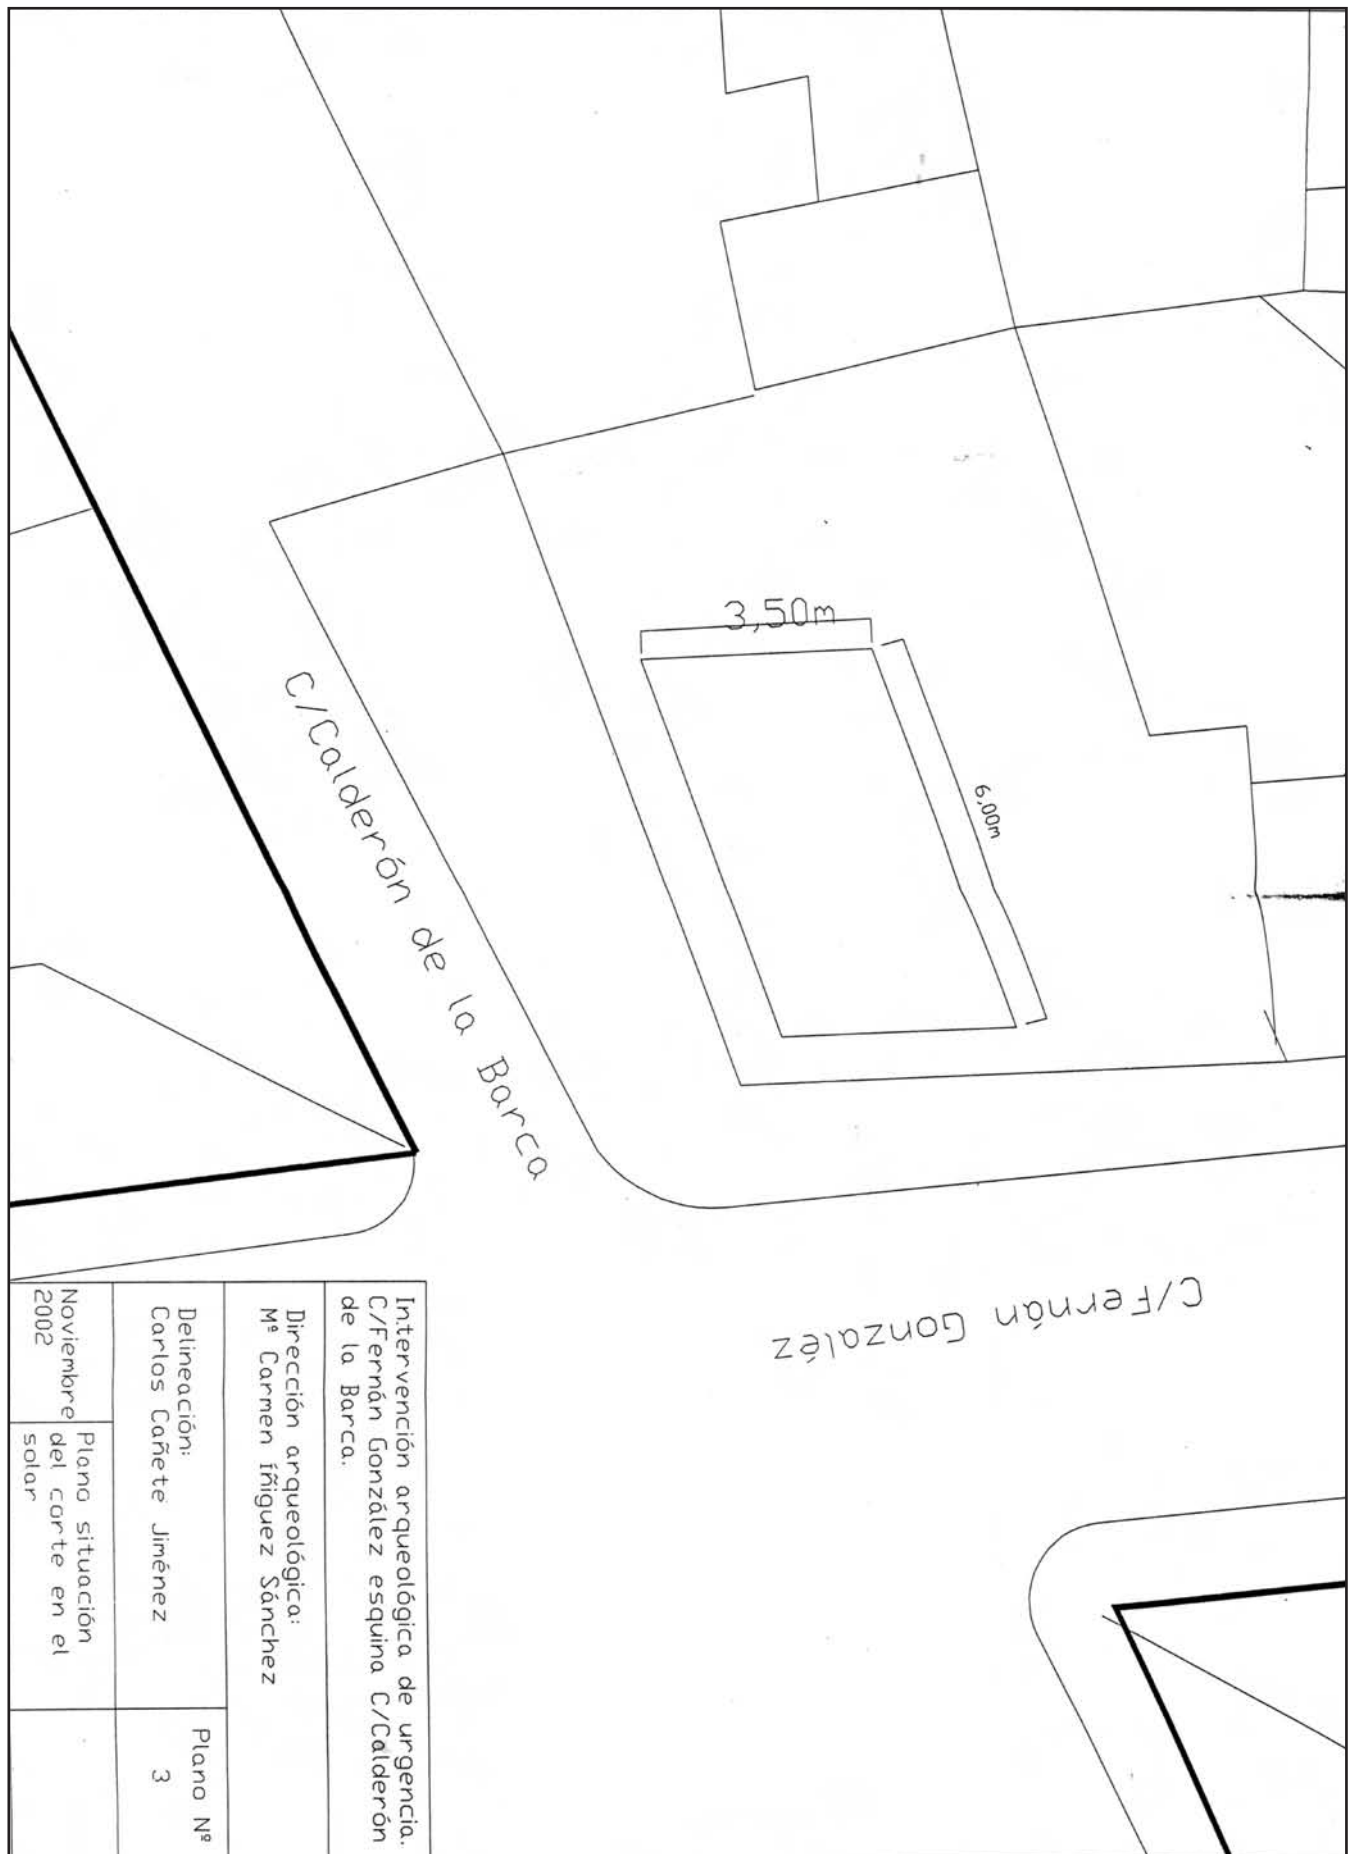 3,50m
6,00m
C/Calderón de la Barca
C/Fernán Gonzaléz
Intervención arqueológica de urgencia.
C/Fernán González esquina C/Calderón
de la Barca.
Dirección arqueológica:
Mª Carmen Íñiguez Sánchez
Delineación:
Carlos Cañete Jiménez
Plano Nº
3
Noviembre
2002
Plano situación
del corte en el
solar